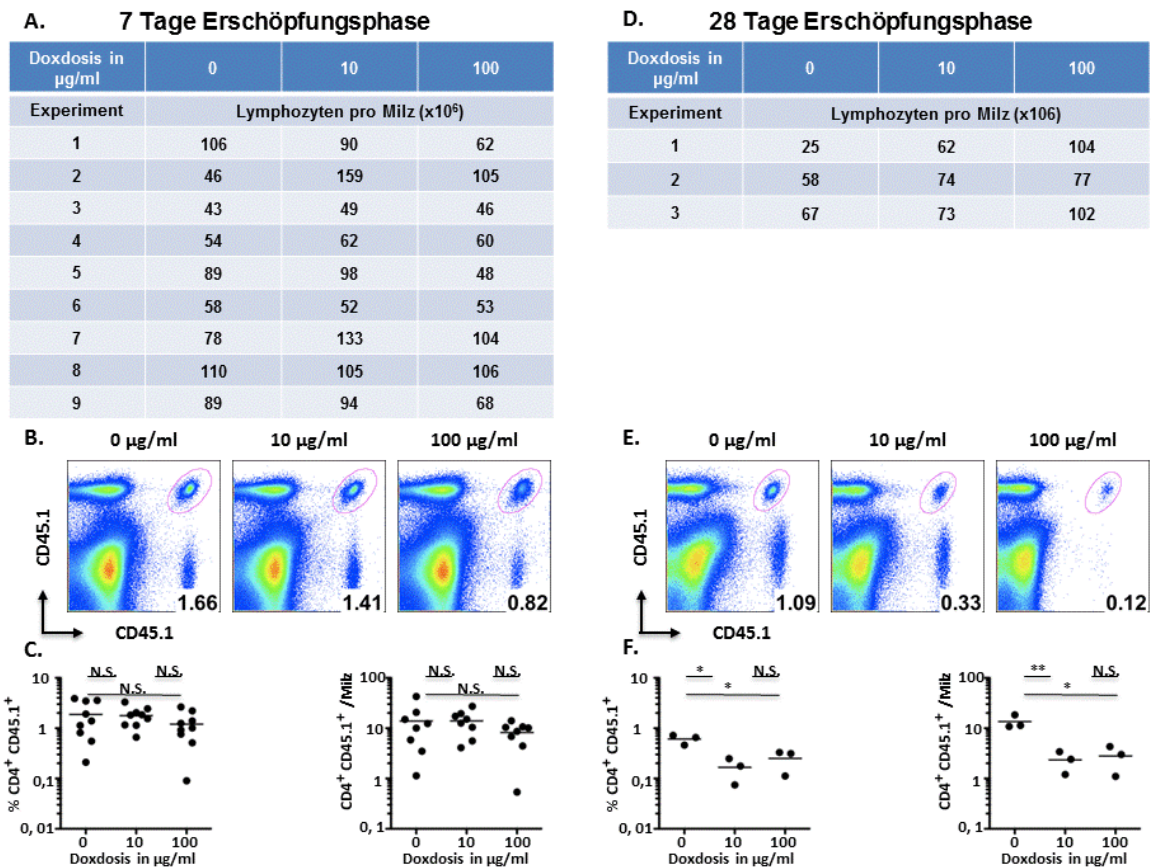 A. 7 Tage Erschöpfungsphase
Doxdosis in µg/ml 0 10 100
Experiment Lymphozyten pro Milz (x10⁶)
1 106 90 62
2 46 159 105
3 43 49 46
4 54 62 60
5 89 98 48
6 58 52 53
7 78 133 104
8 110 105 106
9 89 94 68
B.
0 µg/ml 10 µg/ml 100 µg/ml
CD45.1
1.66 1.41 0.82
CD45.1
C.
N.S. N.S.
N.S.
% CD4⁺ CD45.1⁺
10
1
0,1
0,01
0 10 100
Doxdosis in µg/ml
N.S. N.S.
N.S.
CD4⁺ CD45.1⁺ /Milz
100
10
1
0,1
0 10 100
Doxdosis in µg/ml
D. 28 Tage Erschöpfungsphase
Doxdosis in µg/ml 0 10 100
Experiment Lymphozyten pro Milz (x106)
1 25 62 104
2 58 74 77
3 67 73 102
E.
0 µg/ml 10 µg/ml 100 µg/ml
CD45.1
1.09 0.33 0.12
CD45.1
F.
* N.S.
*
% CD4⁺ CD45.1⁺
10
1
0,1
0,01
0 10 100
Doxdosis in µg/ml
** N.S.
*
CD4⁺ CD45.1⁺ /Milz
100
10
1
0,1
0 10 100
Doxdosis in µg/ml